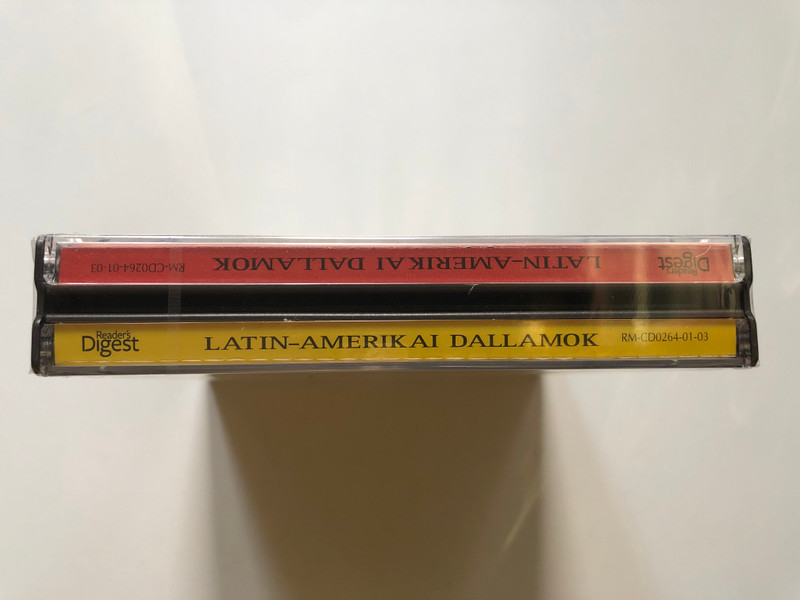 RM-CD0264-01-03 LATIN-AMERIKAI DALLAMOK Reader's Digest
Reader's Digest LATIN-AMERIKAI DALLAMOK RM-CD0264-01-03